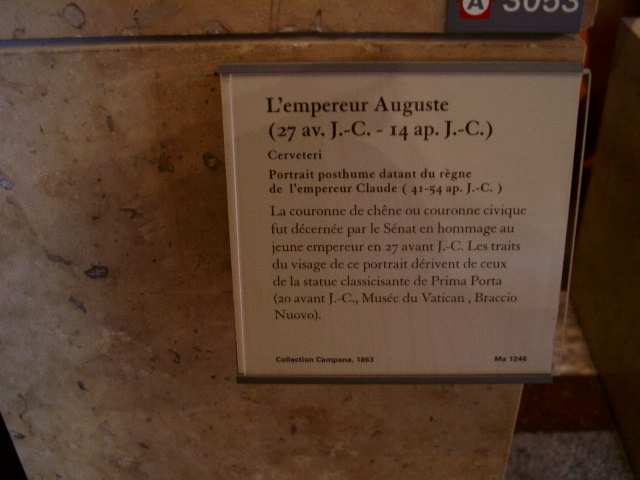 A 3053
L'empereur Auguste
(27 av. J.-C. - 14 ap. J.-C.)
Cerveteri
Portrait posthume datant du règne
de l'empereur Claude ( 41-54 ap. J.-C. )
La couronne de chêne ou couronne civique
fut décernée par le Sénat en hommage au
jeune empereur en 27 avant J.-C. Les traits
du visage de ce portrait dérivent de ceux
de la statue classicisante de Prima Porta
(20 avant J.-C., Musée du Vatican , Braccio
Nuovo).
Collection Campana, 1863 Ma 1246